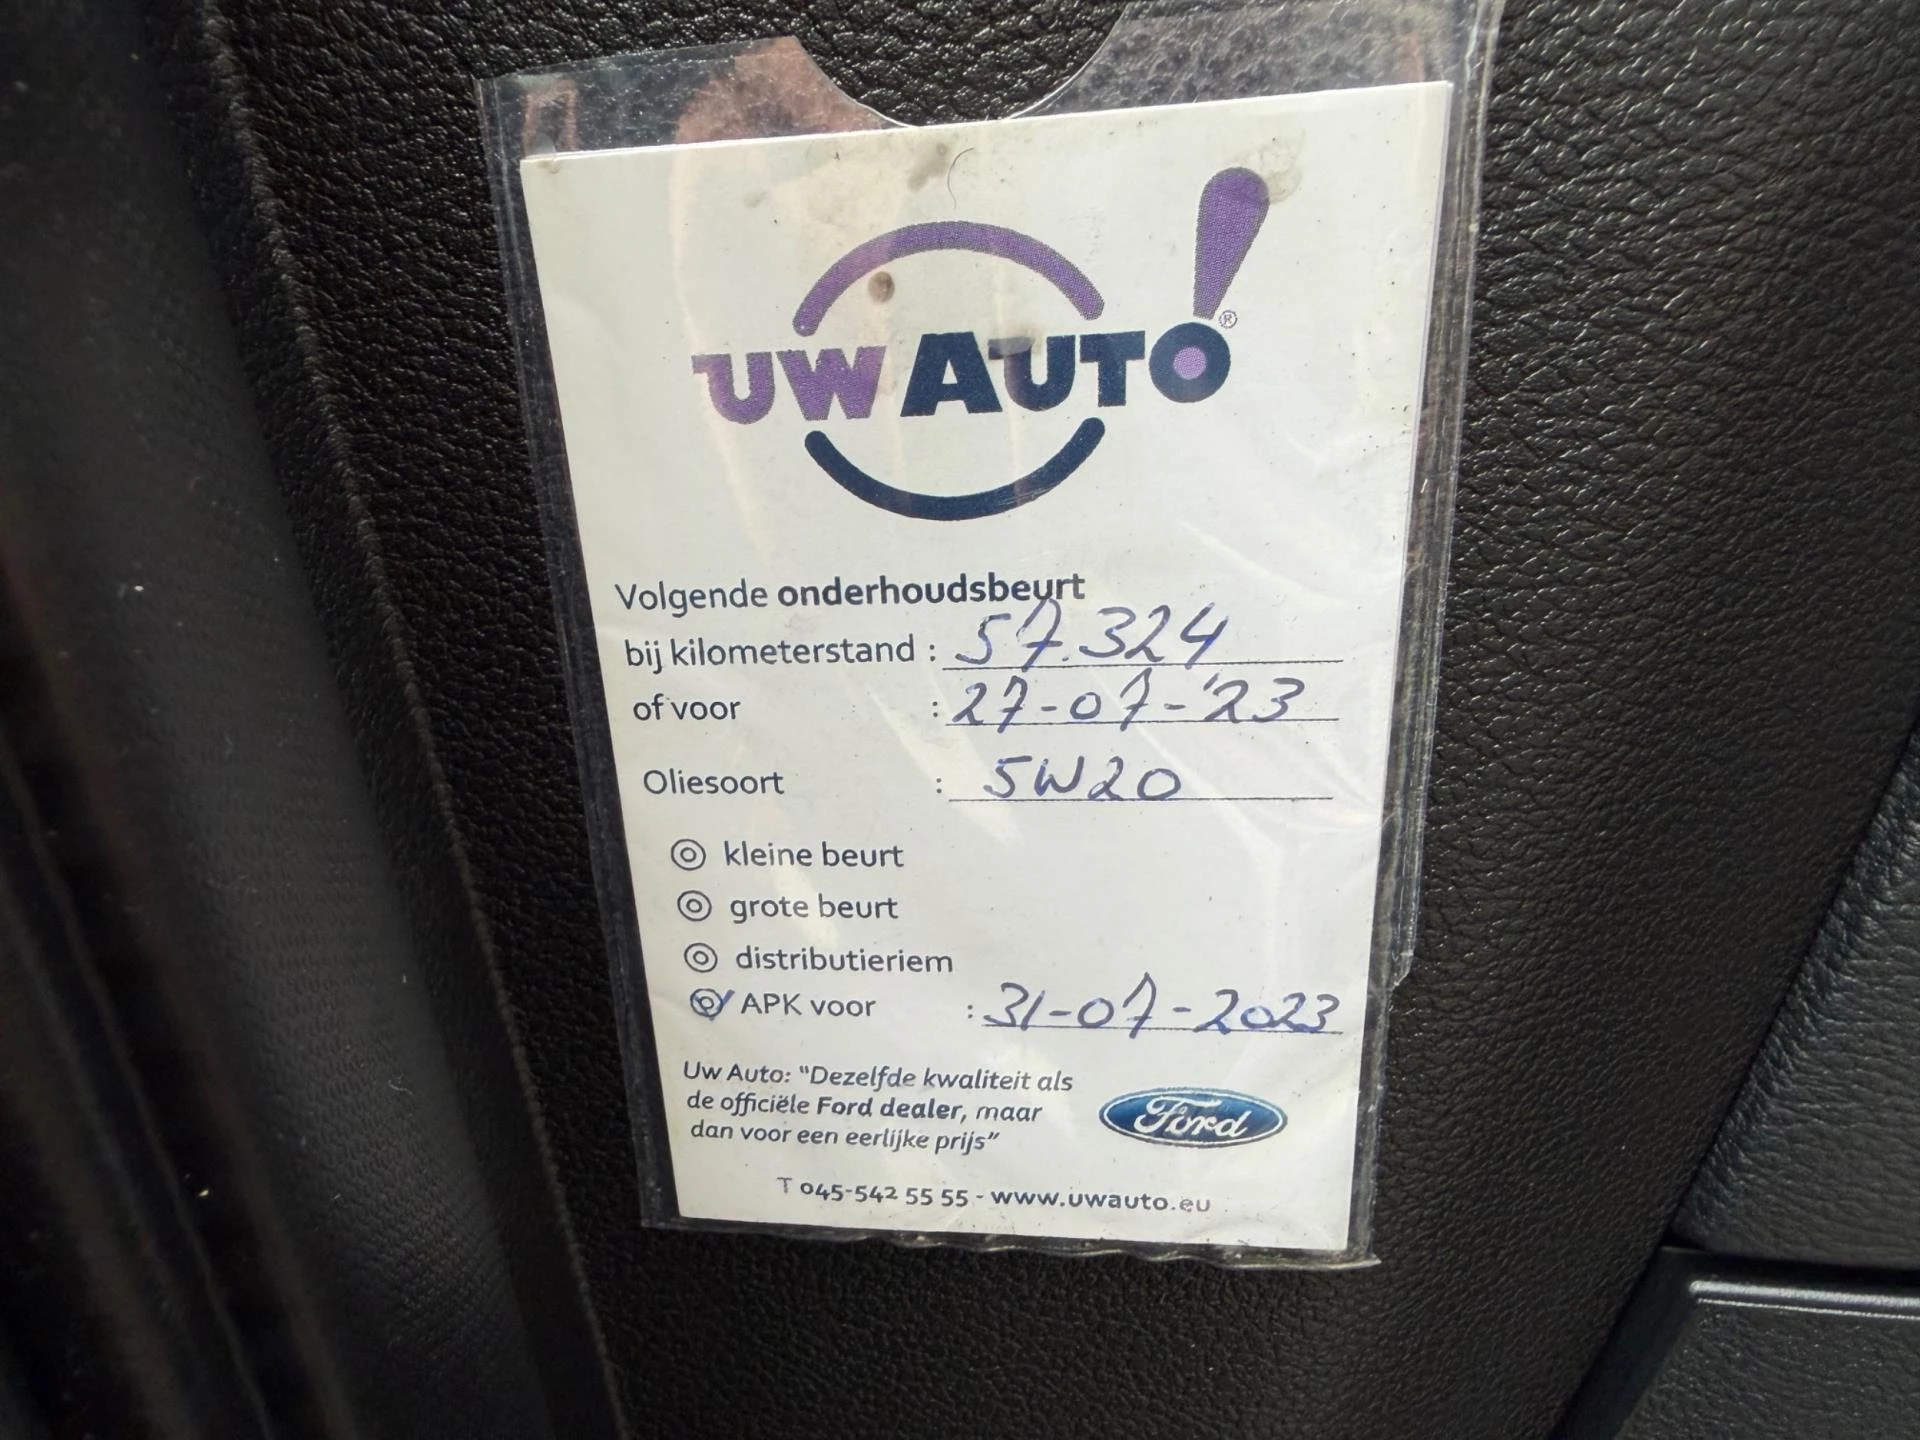 UW AUTO!®
Volgende onderhoudsbeurt
bij kilometerstand : 57.324
of voor : 27-07-'23
Oliesoort : 5W20
kleine beurt
grote beurt
distributieriem
APK voor : 31-07-2023
Uw Auto: "Dezelfde kwaliteit als
de officiële Ford dealer, maar
dan voor een eerlijke prijs"
Ford
T 045-542 55 55 - www.uwauto.eu